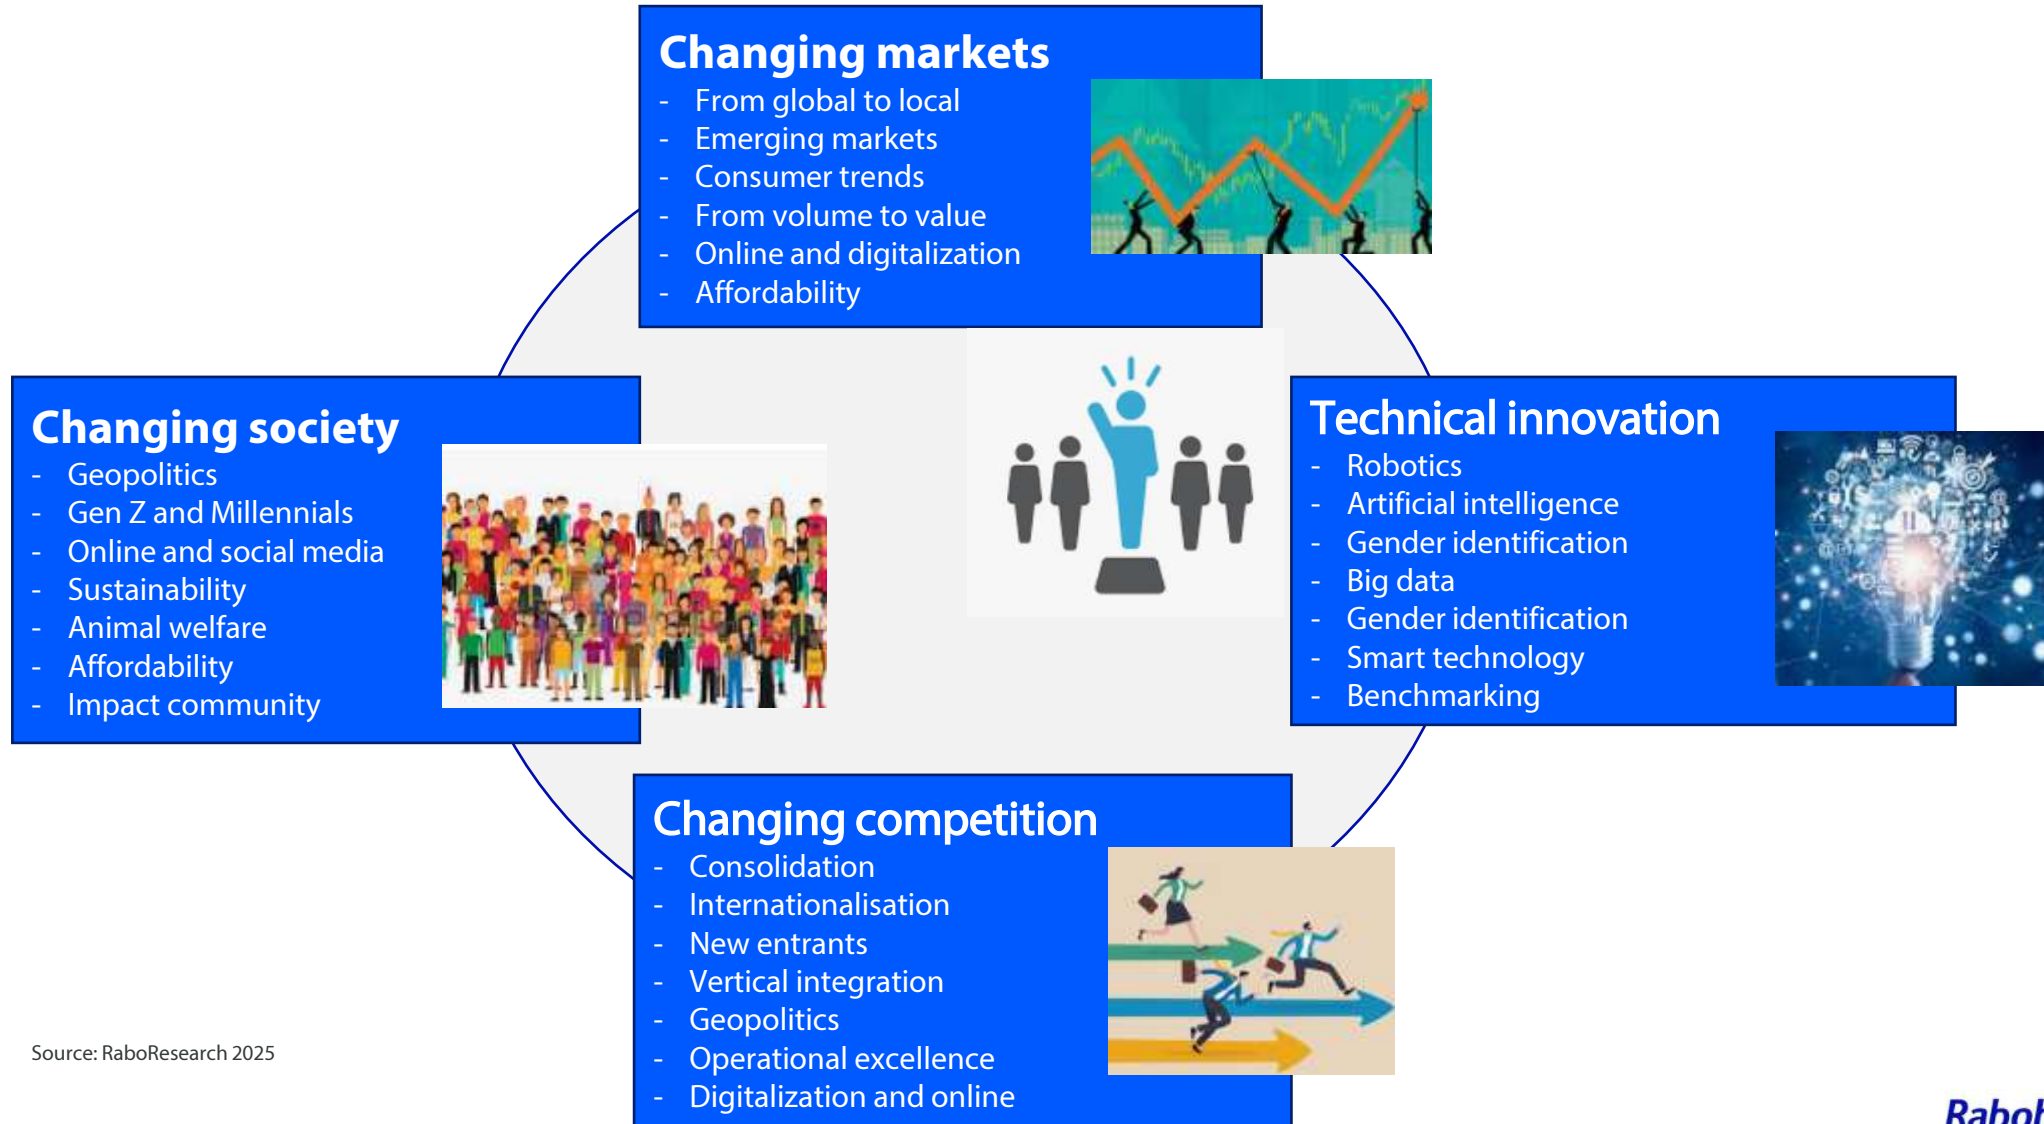 Changing markets
- From global to local
- Emerging markets
- Consumer trends
- From volume to value
- Online and digitalization
- Affordability
Changing society
- Geopolitics
- Gen Z and Millennials
- Online and social media
- Sustainability
- Animal welfare
- Affordability
- Impact community
Technical innovation
- Robotics
- Artificial intelligence
- Gender identification
- Big data
- Gender identification
- Smart technology
- Benchmarking
Changing competition
- Consolidation
- Internationalisation
- New entrants
- Vertical integration
- Geopolitics
- Operational excellence
- Digitalization and online
Source: RaboResearch 2025